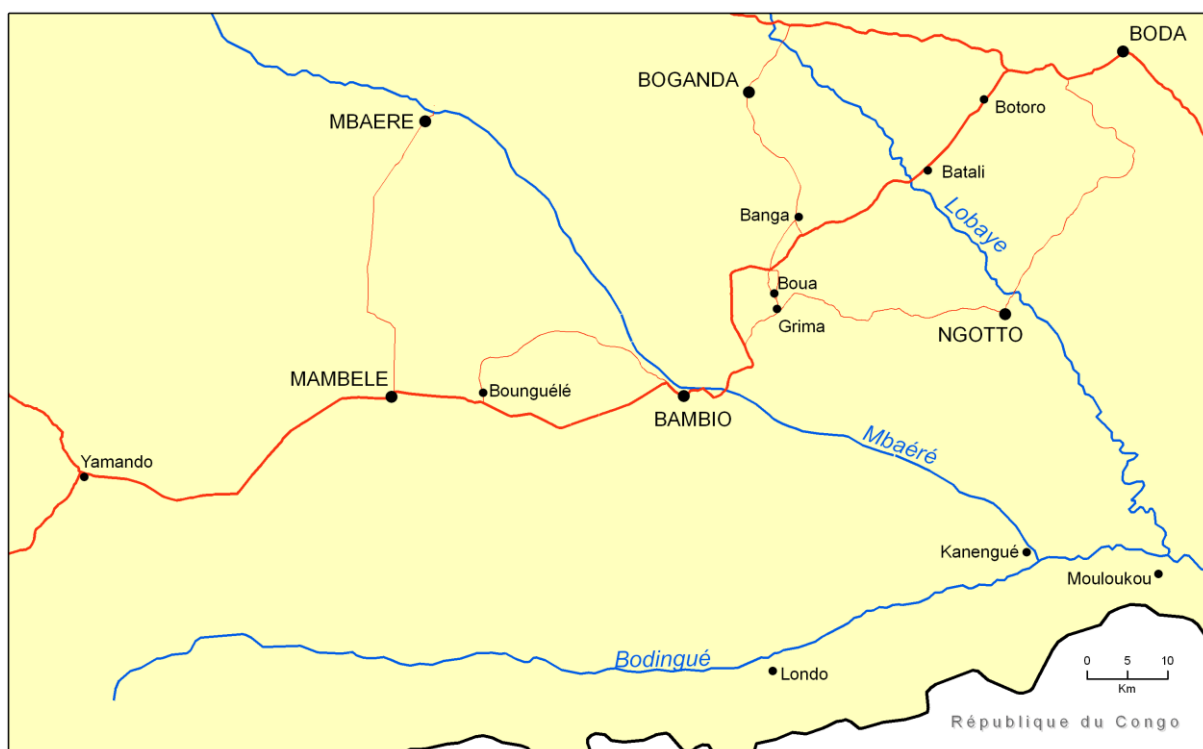 BODA
BOGANDA
Botoro
MBAERE
Batali
Lobaye
Banga
Boua
Grima
NGOTTO
MAMBELE
Bounguélé
BAMBIO
Mbaéré
Yamando
Kanengué
Mouloukou
Bodingué
Londo
0 5 10
Km
République du Congo